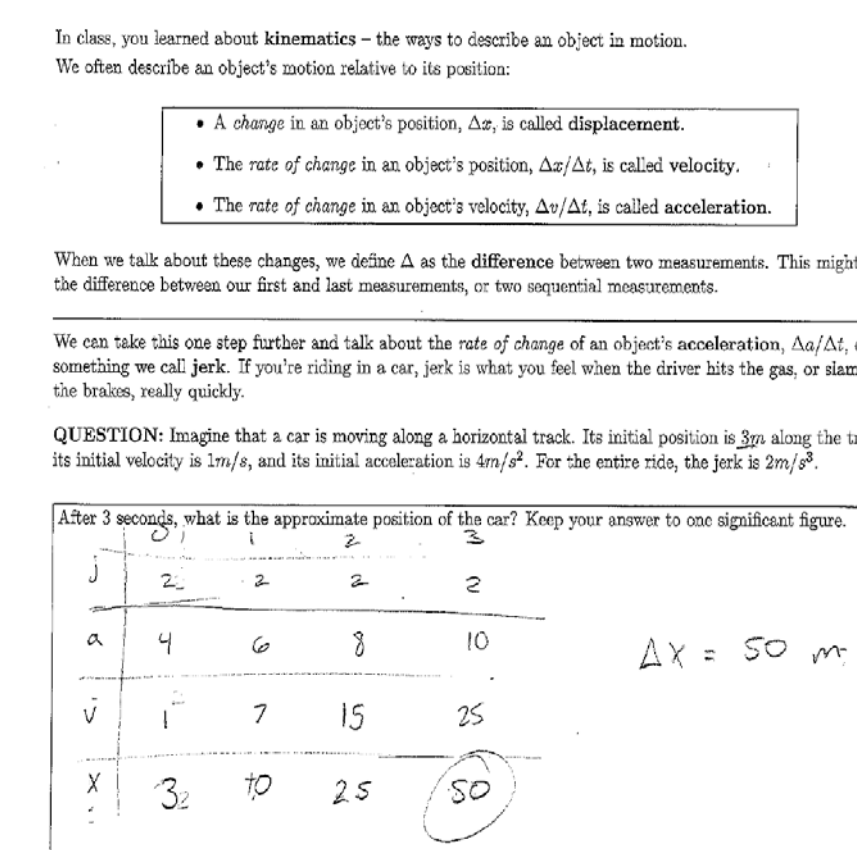 In class, you learned about kinematics – the ways to describe an object in motion.
We often describe an object's motion relative to its position:
• A change in an object's position, Δx, is called displacement.
• The rate of change in an object's position, Δx/Δt, is called velocity.
• The rate of change in an object's velocity, Δv/Δt, is called acceleration.
When we talk about these changes, we define Δ as the difference between two measurements. This might
the difference between our first and last measurements, or two sequential measurements.
We can take this one step further and talk about the rate of change of an object's acceleration, Δa/Δt,
something we call jerk. If you're riding in a car, jerk is what you feel when the driver hits the gas, or slam
the brakes, really quickly.
QUESTION: Imagine that a car is moving along a horizontal track. Its initial position is 3m along the tr
its initial velocity is 1m/s, and its initial acceleration is 4m/s². For the entire ride, the jerk is 2m/s³.
After 3 seconds, what is the approximate position of the car? Keep your answer to one significant figure.
0 1 2 3
j 2 2 2 2
a 4 6 8 10
Δx = 50 m
v 1 7 15 25
x 3 10 25 50